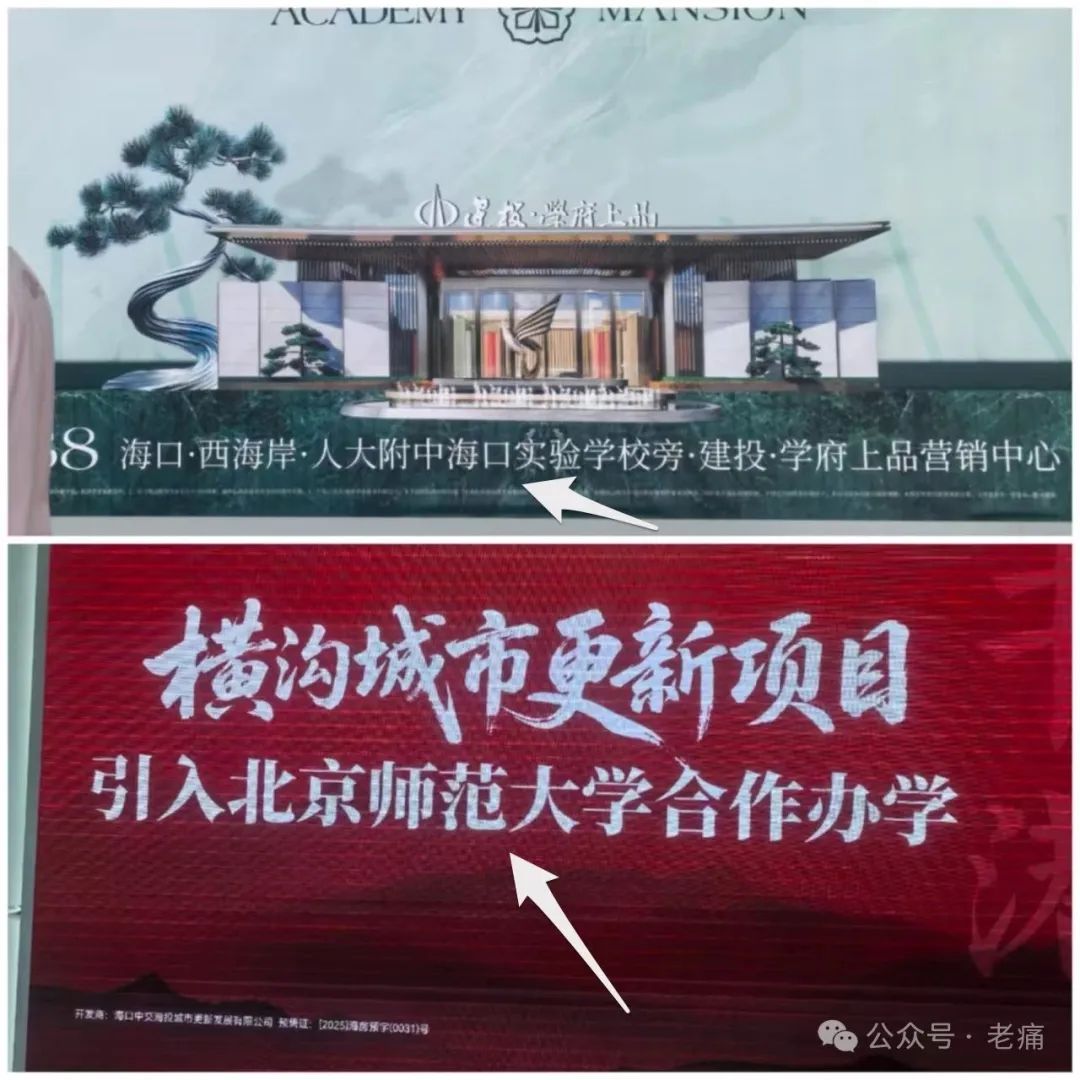 ACADEMY MANSION
建投·学府上品
68 海口·西海岸·人大附中海口实验学校旁·建投·学府上品营销中心
横沟城市更新项目
引入北京师范大学合作办学
开发商：海口中交海投城市更新发展有限公司 预售证：[2025]海房预字(0031)号
公众号·老痛